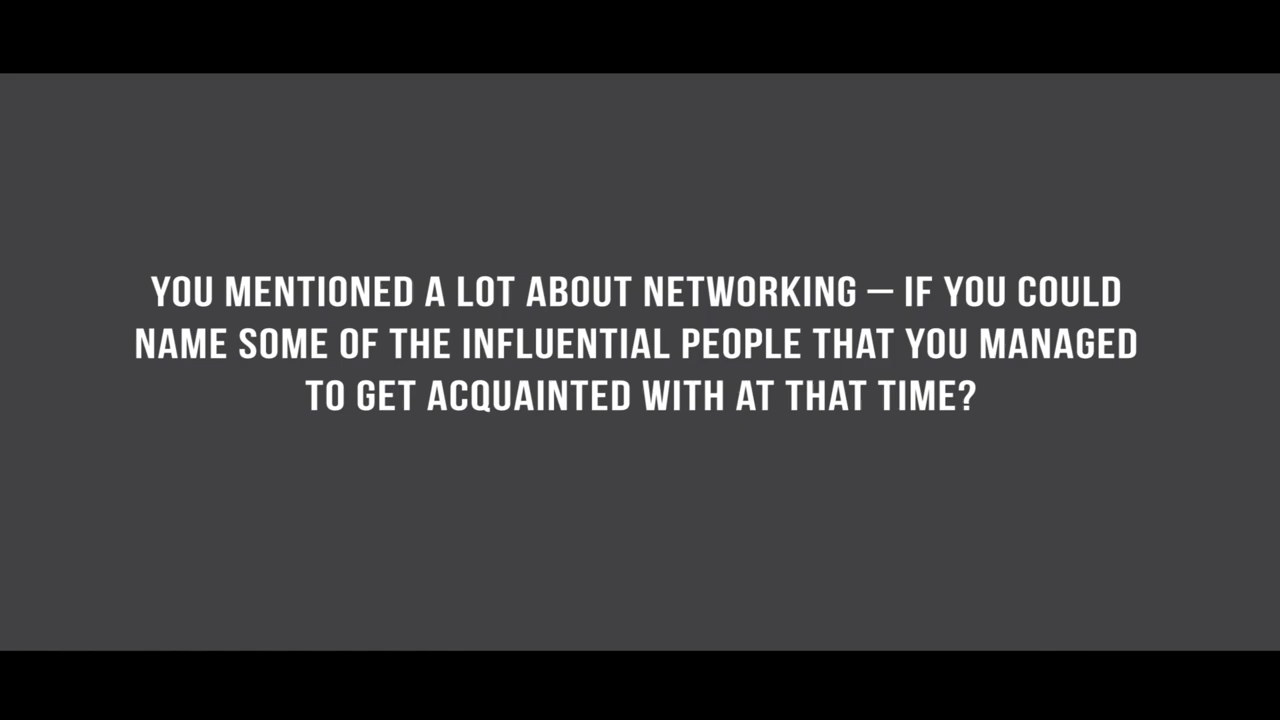 YOU MENTIONED A LOT ABOUT NETWORKING – IF YOU COULD
NAME SOME OF THE INFLUENTIAL PEOPLE THAT YOU MANAGED
TO GET ACQUAINTED WITH AT THAT TIME?